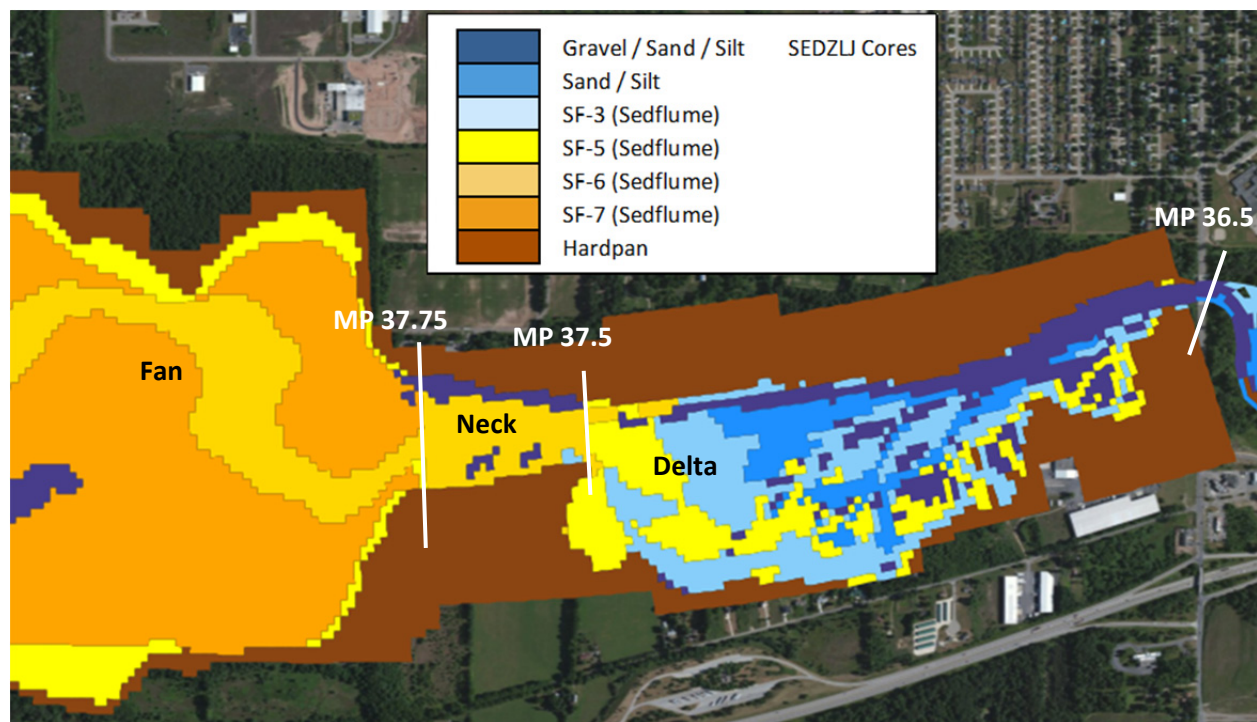 Gravel / Sand / Silt SEDZLJ Cores
Sand / Silt
SF-3 (Sedflume)
SF-5 (Sedflume)
SF-6 (Sedflume)
SF-7 (Sedflume)
Hardpan
MP 36.5
MP 37.75
MP 37.5
Fan
Neck
Delta